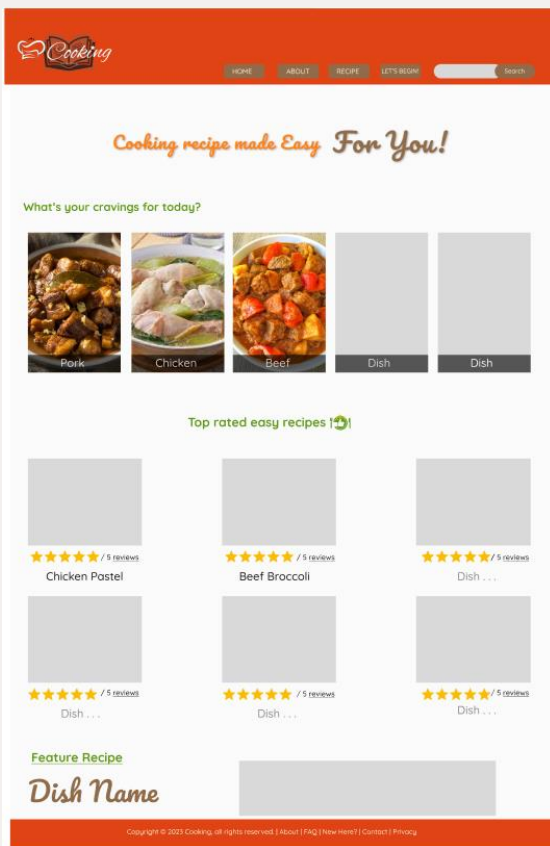 Cooking
HOME ABOUT RECIPE LET'S BEGIN! Search
Cooking recipe made Easy For You!
What's your cravings for today?
Pork Chicken Beef Dish Dish
Top rated easy recipes
/ 5 reviews / 5 reviews / 5 reviews
Chicken Pastel Beef Broccoli Dish . . .
/ 5 reviews / 5 reviews / 5 reviews
Dish . . . Dish . . . Dish . . .
Feature Recipe
Dish Name
Copyright © 2023 Cooking, all rights reserved. | About | FAQ | New Here? | Contact | Privacy